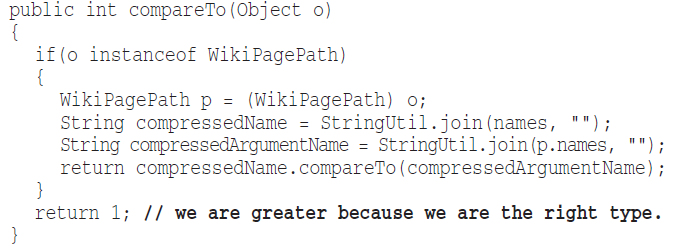 public int compareTo(Object o)
{
if(o instanceof WikiPagePath)
{
WikiPagePath p = (WikiPagePath) o;
String compressedName = StringUtil.join(names, "");
String compressedArgumentName = StringUtil.join(p.names, "");
return compressedName.compareTo(compressedArgumentName);
}
return 1; // we are greater because we are the right type.
}